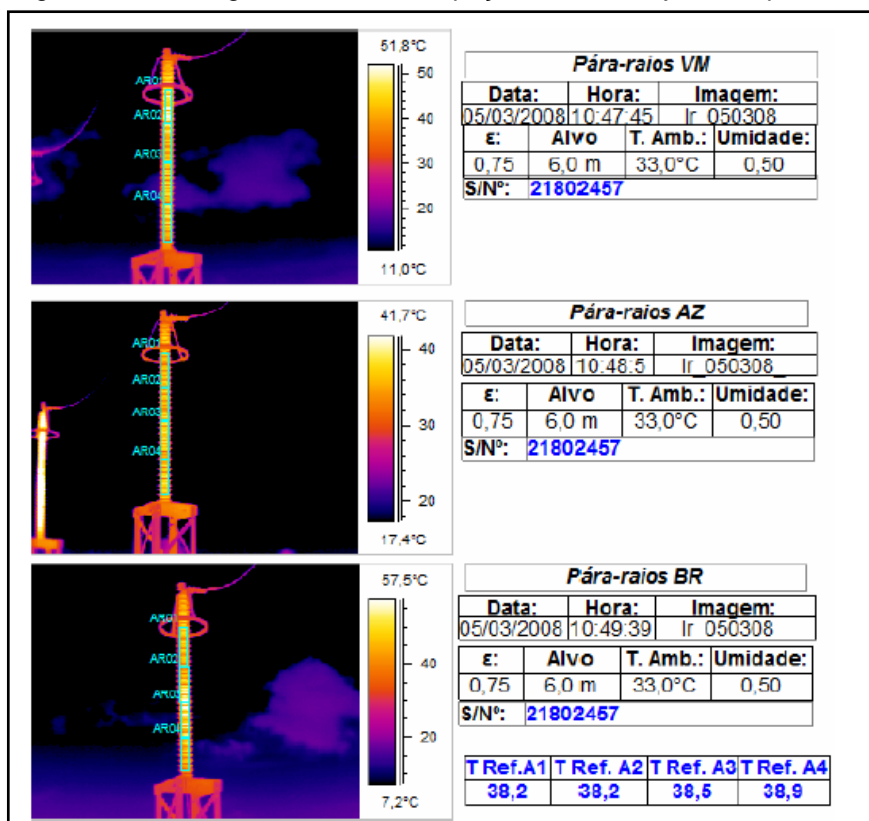 51,8°C
50
40
30
20
11,0°C
AR01
AR02
AR03
AR04
Pára-raios VM
Data: Hora: Imagem:
05/03/2008 10:47:45 Ir_050308
ε: Alvo T. Amb.: Umidade:
0,75 6,0 m 33,0°C 0,50
S/Nº: 21802457
41,7°C
40
30
20
17,4°C
AR01
AR02
AR03
AR04
Pára-raios AZ
Data: Hora: Imagem:
05/03/2008 10:48:5 Ir_050308_
ε: Alvo T. Amb.: Umidade:
0,75 6,0 m 33,0°C 0,50
S/Nº: 21802457
57,5°C
40
20
7,2°C
AR01
AR02
AR03
AR04
Pára-raios BR
Data: Hora: Imagem:
05/03/2008 10:49:39 Ir_050308
ε: Alvo T. Amb.: Umidade:
0,75 6,0 m 33,0°C 0,50
S/Nº: 21802457
T Ref.A1 T Ref. A2 T Ref. A3 T Ref. A4
38,2 38,2 38,5 38,9